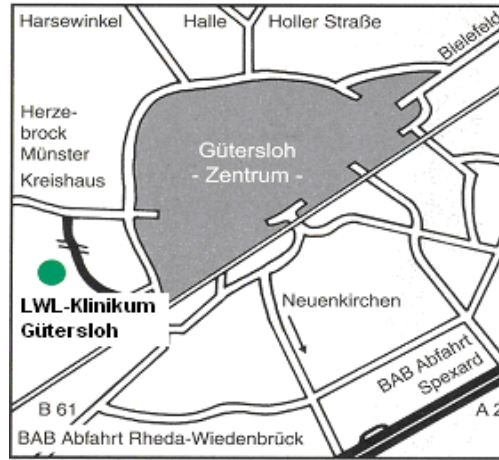 Harsewinkel
Halle
Holler Straße
Bielefeld
Herze-
brock
Münster
Kreishaus
Gütersloh
- Zentrum -
LWL-Klinikum
Gütersloh
Neuenkirchen
BAB Abfahrt
Spexard
B 61
A 2
BAB Abfahrt Rheda-Wiedenbrück